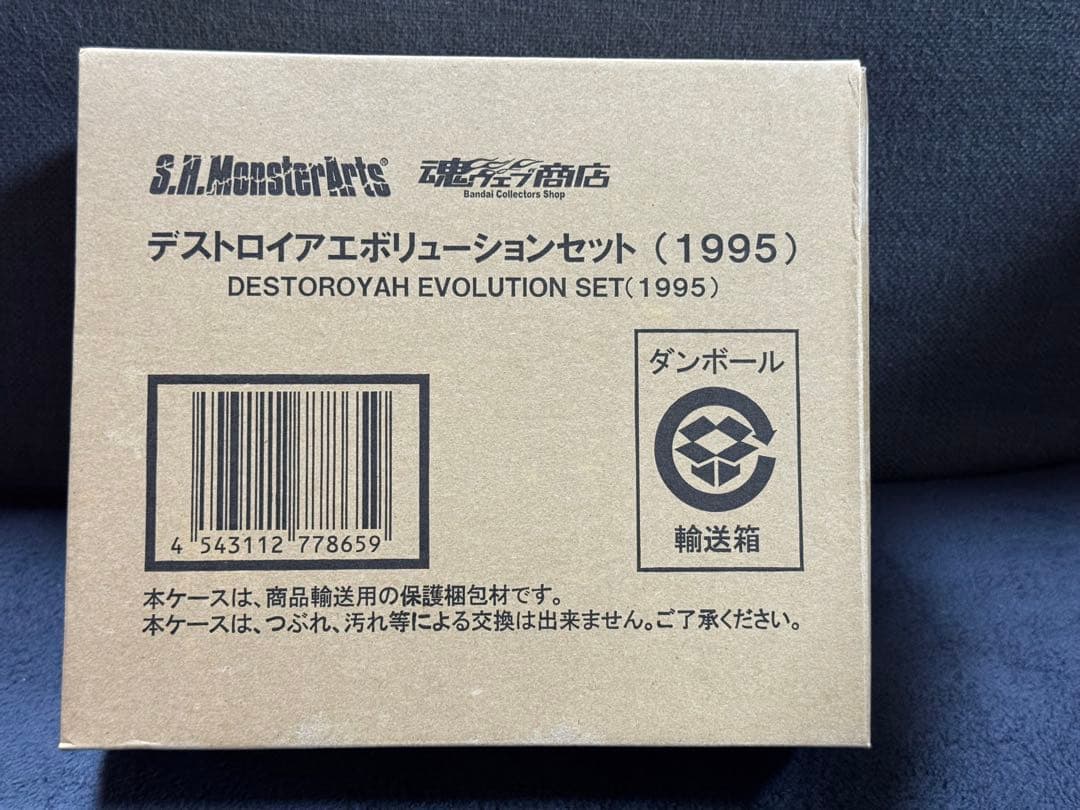 S.H.MonsterArts® 魂ウェブ商店
Bandai Collectors Shop
デストロイアエボリューションセット（1995）
DESTOROYAH EVOLUTION SET（1995）
ダンボール
輸送箱
4 543112 778659
本ケースは、商品輸送用の保護梱包材です。
本ケースは、つぶれ、汚れ等による交換は出来ません。ご了承ください。